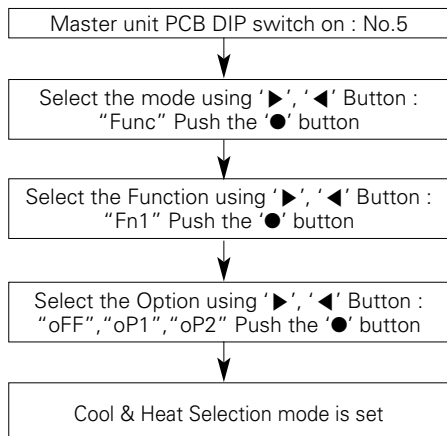 Master unit PCB DIP switch on : No.5
Select the mode using ‘▶’, ‘◀’ Button :
“Func” Push the ‘●’ button
Select the Function using ‘▶’, ‘◀’ Button :
“Fn1” Push the ‘●’ button
Select the Option using ‘▶’, ‘◀’ Button :
“oFF”,“oP1”,“oP2” Push the ‘●’ button
Cool & Heat Selection mode is set